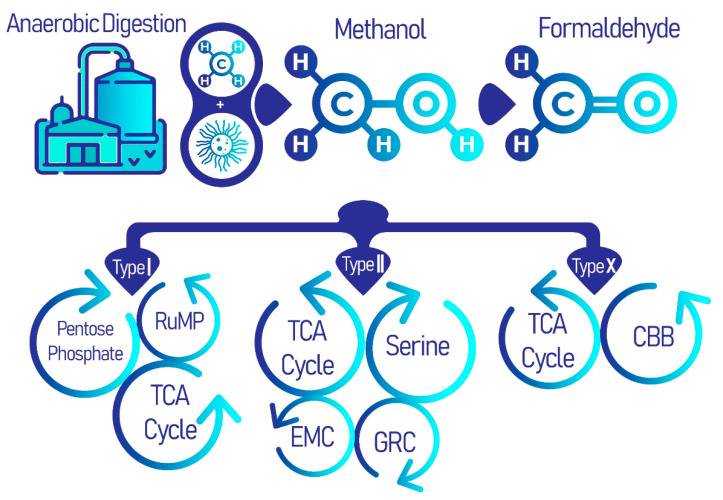 Anaerobic Digestion
Methanol
Formaldehyde
H H
C
H H
+
H
C O
H H H
H
C O
H
Type I
Type II
Type X
Pentose
Phosphate
RuMP
TCA
Cycle
TCA
Cycle
Serine
EMC
GRC
TCA
Cycle
CBB